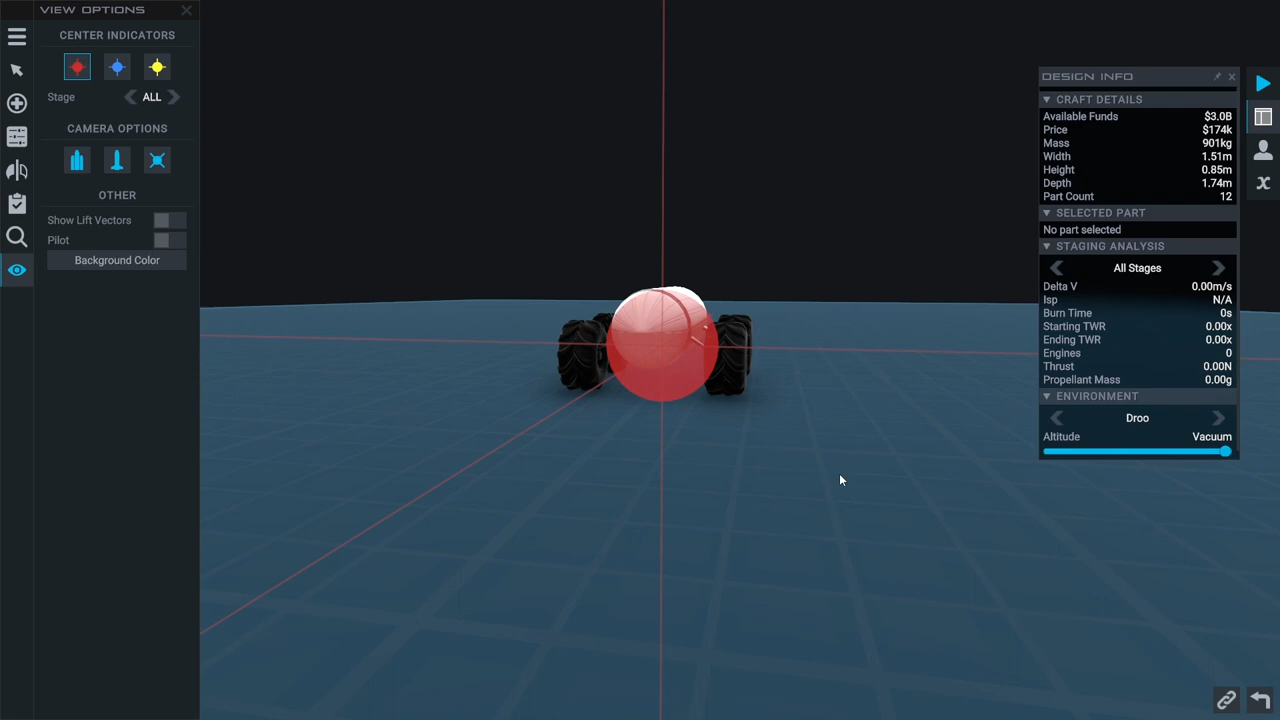 VIEW OPTIONS
CENTER INDICATORS
Stage ALL
CAMERA OPTIONS
OTHER
Show Lift Vectors
Pilot
Background Color
DESIGN INFO
CRAFT DETAILS
Available Funds $3.0B
Price $174k
Mass 901kg
Width 1.51m
Height 0.85m
Depth 1.74m
Part Count 12
SELECTED PART
No part selected
STAGING ANALYSIS
All Stages
Delta V 0.00m/s
Isp N/A
Burn Time 0s
Starting TWR 0.00x
Ending TWR 0.00x
Engines 0
Thrust 0.00N
Propellant Mass 0.00g
ENVIRONMENT
Droo
Altitude Vacuum